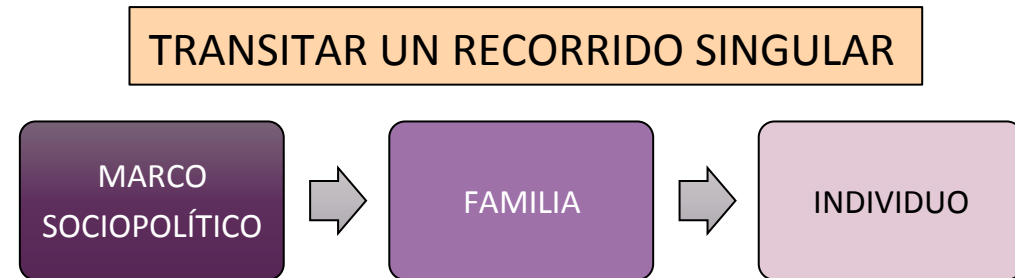 TRANSITAR UN RECORRIDO SINGULAR
MARCO
SOCIOPOLÍTICO
FAMILIA
INDIVIDUO